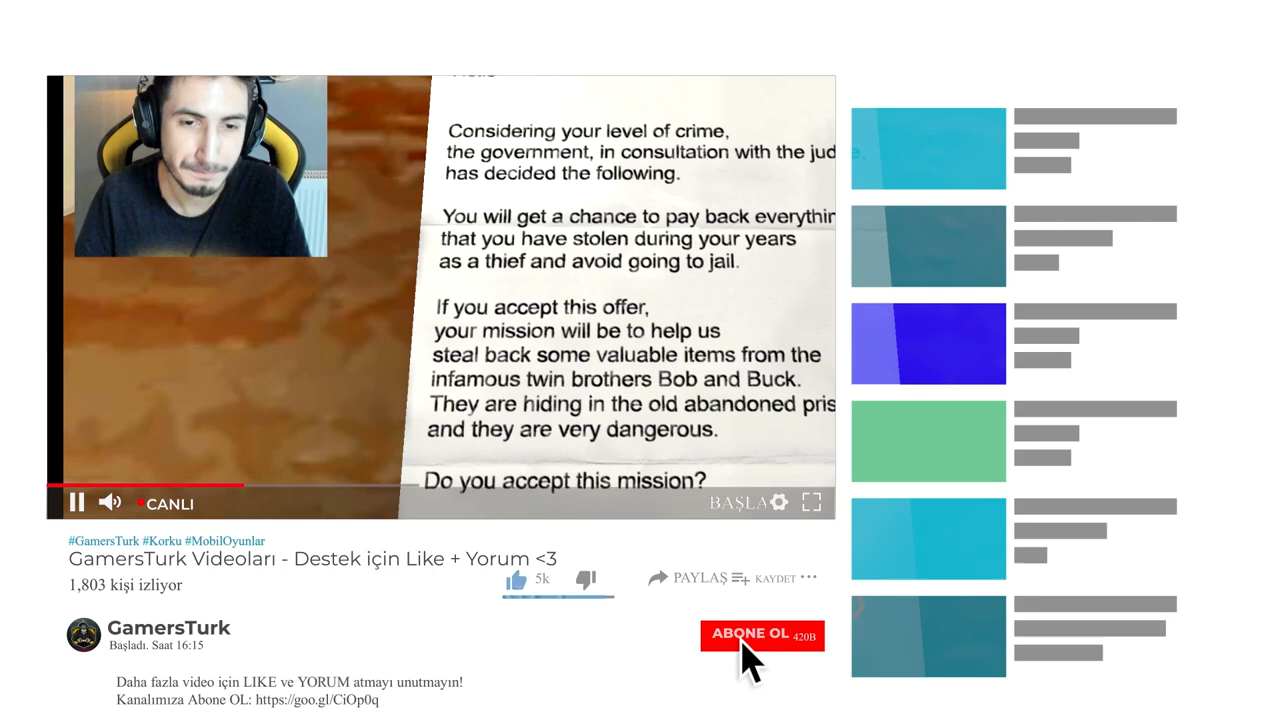 Considering your level of crime,
the government, in consultation with the jud
has decided the following.
You will get a chance to pay back everythin
that you have stolen during your years
as a thief and avoid going to jail.
If you accept this offer,
your mission will be to help us
steal back some valuable items from the
infamous twin brothers Bob and Buck.
They are hiding in the old abandoned pris
and they are very dangerous.
Do you accept this mission?
CANLI
BAŞLA
#GamersTurk #Korku #MobilOyunlar
GamersTurk Videoları - Destek için Like + Yorum <3
1,803 kişi izliyor
5k
PAYLAŞ
KAYDET
GamersTurk
Başladı. Saat 16:15
ABONE OL 420B
Daha fazla video için LIKE ve YORUM atmayı unutmayın!
Kanalımıza Abone OL: https://goo.gl/CiOp0q